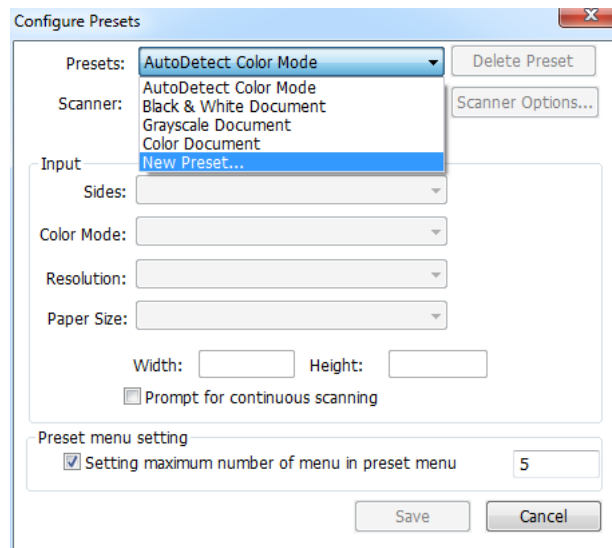 Configure Presets
Presets: AutoDetect Color Mode Delete Preset
AutoDetect Color Mode
Scanner: Black & White Document Scanner Options...
Grayscale Document
Color Document
New Preset...
Input
Sides:
Color Mode:
Resolution:
Paper Size:
Width: Height:
Prompt for continuous scanning
Preset menu setting
Setting maximum number of menu in preset menu 5
Save Cancel